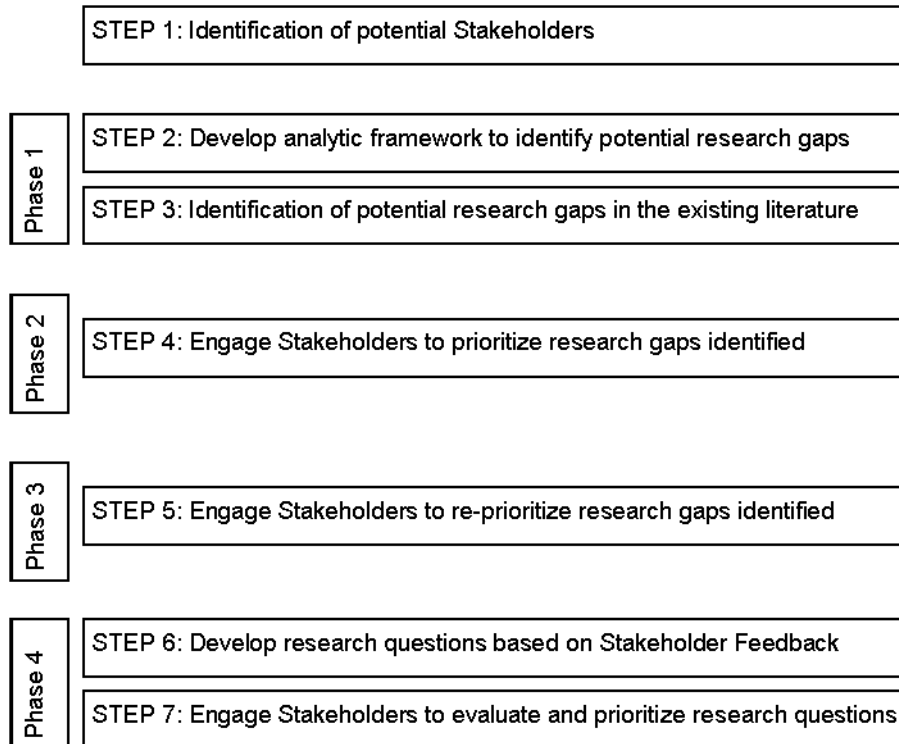 STEP 1: Identification of potential Stakeholders
Phase 1
STEP 2: Develop analytic framework to identify potential research gaps
STEP 3: Identification of potential research gaps in the existing literature
Phase 2
STEP 4: Engage Stakeholders to prioritize research gaps identified
Phase 3
STEP 5: Engage Stakeholders to re-prioritize research gaps identified
Phase 4
STEP 6: Develop research questions based on Stakeholder Feedback
STEP 7: Engage Stakeholders to evaluate and prioritize research questions